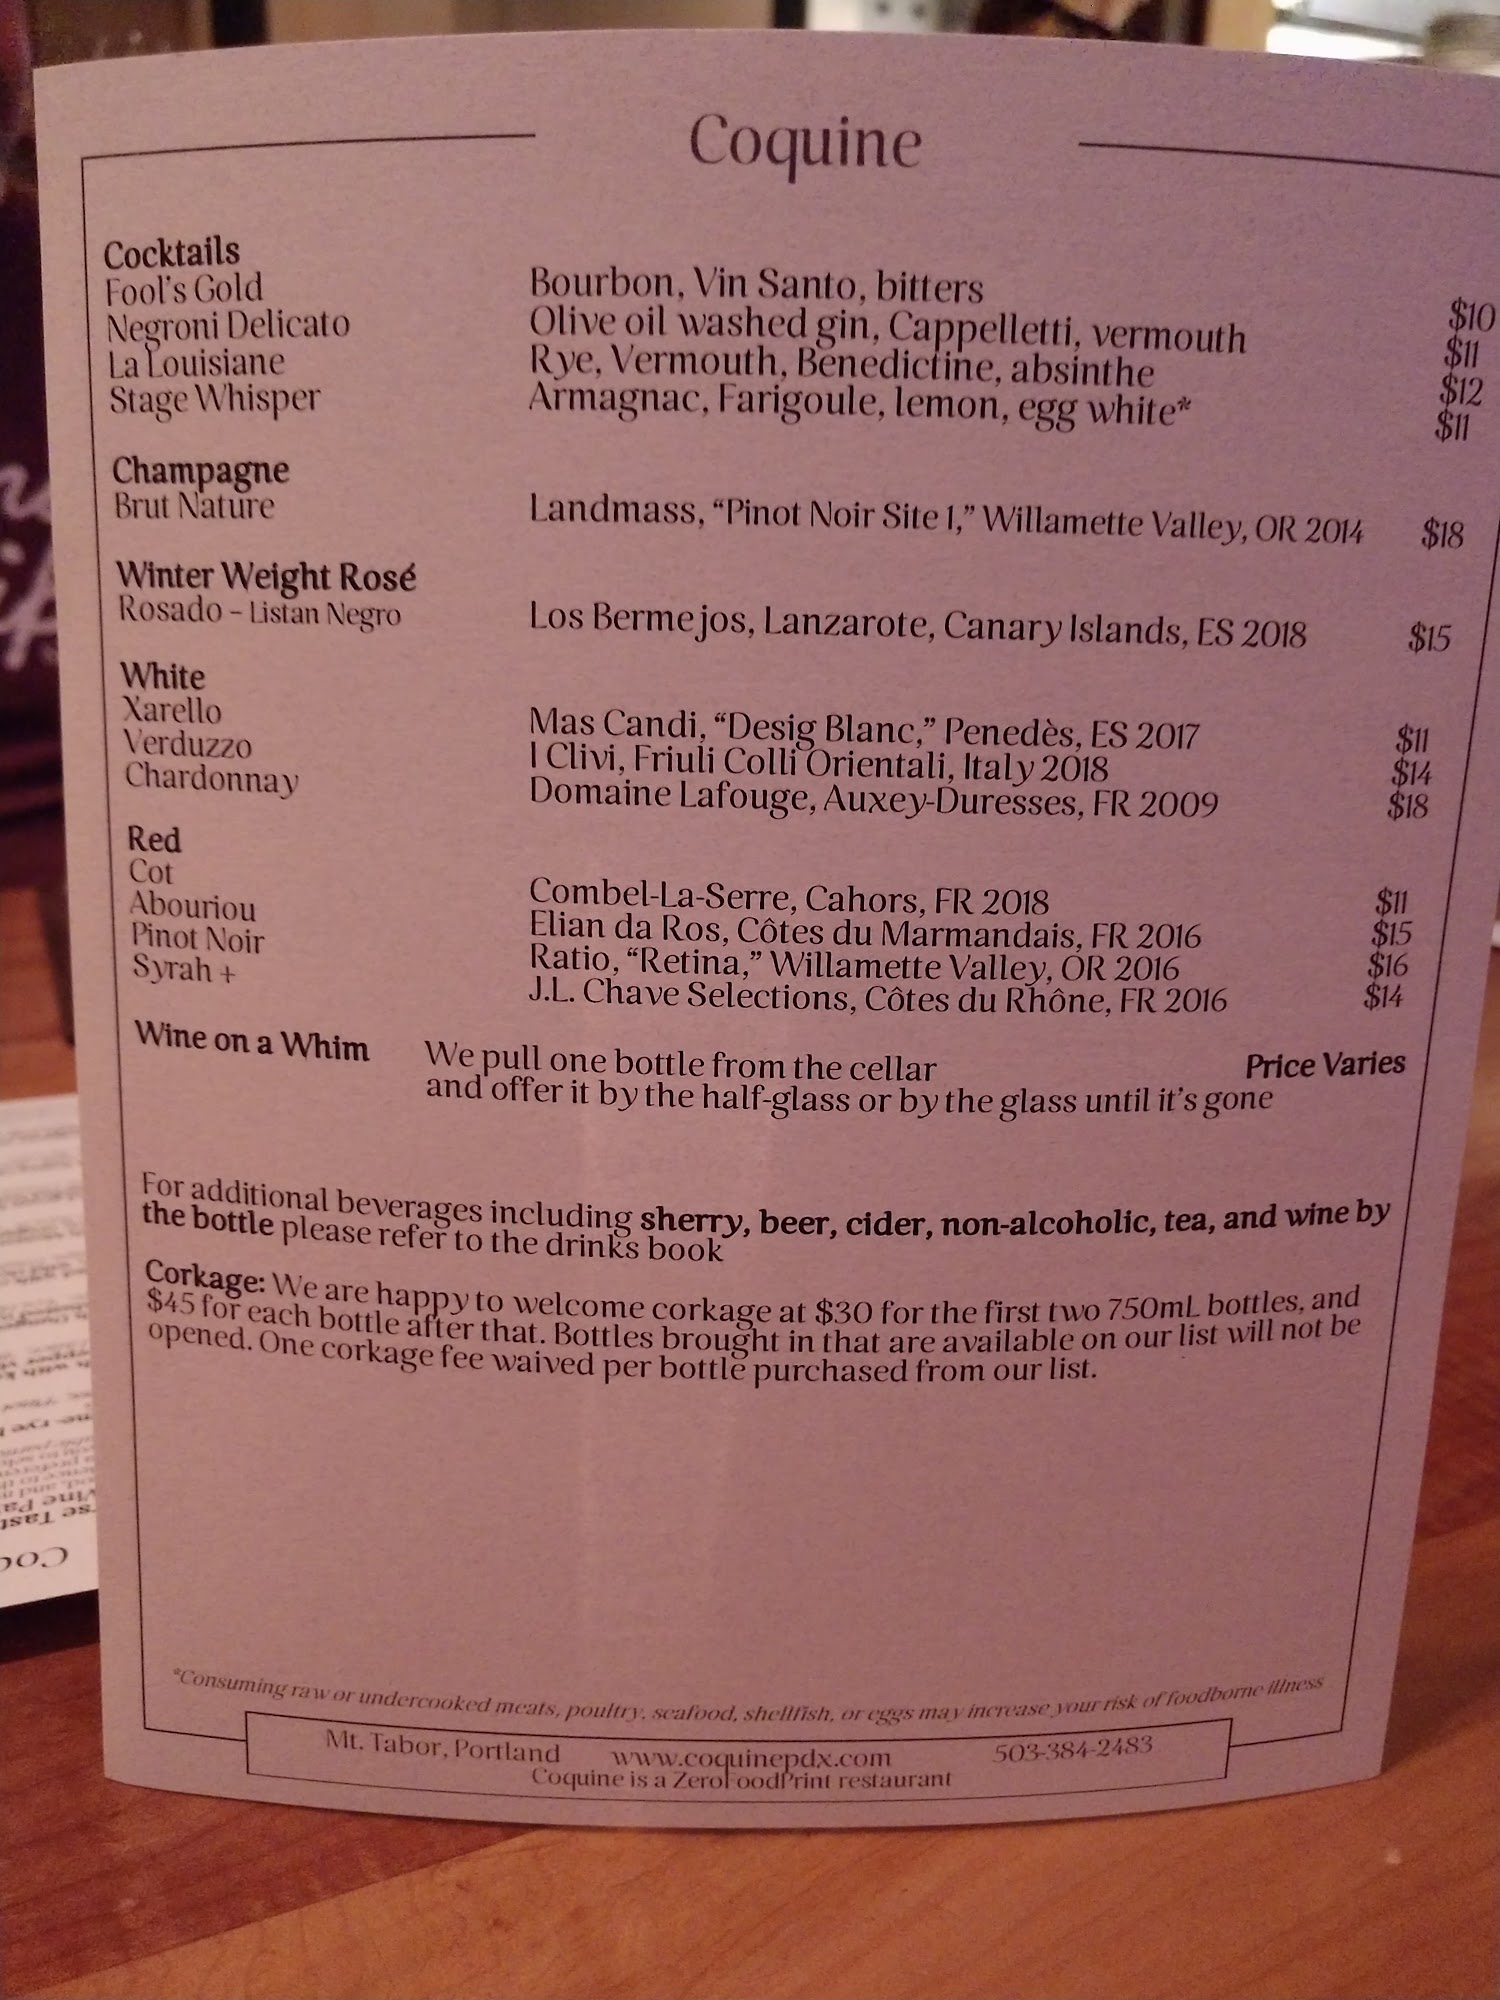 Coquine
Cocktails
Fool's Gold Bourbon, Vin Santo, bitters $10
Negroni Delicato Olive oil washed gin, Cappelletti, vermouth $11
La Louisiane Rye, Vermouth, Benedictine, absinthe $12
Stage Whisper Armagnac, Farigoule, lemon, egg white* $11
Champagne
Brut Nature Landmass, “Pinot Noir Site 1,” Willamette Valley, OR 2014 $18
Winter Weight Rosé
Rosado – Listan Negro Los Bermejos, Lanzarote, Canary Islands, ES 2018 $15
White
Xarello Mas Candi, “Desig Blanc,” Penedès, ES 2017 $11
Verduzzo I Clivi, Friuli Colli Orientali, Italy 2018 $14
Chardonnay Domaine Lafouge, Auxey-Duresses, FR 2009 $18
Red
Cot Combel-La-Serre, Cahors, FR 2018 $11
Abouriou Elian da Ros, Côtes du Marmandais, FR 2016 $15
Pinot Noir Ratio, “Retina,” Willamette Valley, OR 2016 $16
Syrah + J.L. Chave Selections, Côtes du Rhône, FR 2016 $14
Wine on a Whim We pull one bottle from the cellar Price Varies
and offer it by the half-glass or by the glass until it's gone
For additional beverages including sherry, beer, cider, non-alcoholic, tea, and wine by
the bottle please refer to the drinks book
Corkage: We are happy to welcome corkage at $30 for the first two 750mL bottles, and
$45 for each bottle after that. Bottles brought in that are available on our list will not be
opened. One corkage fee waived per bottle purchased from our list.
*Consuming raw or undercooked meats, poultry, seafood, shellfish, or eggs may increase your risk of foodborne illness
Mt. Tabor, Portland www.coquinepdx.com 503-384-2483
Coquine is a ZeroFoodPrint restaurant